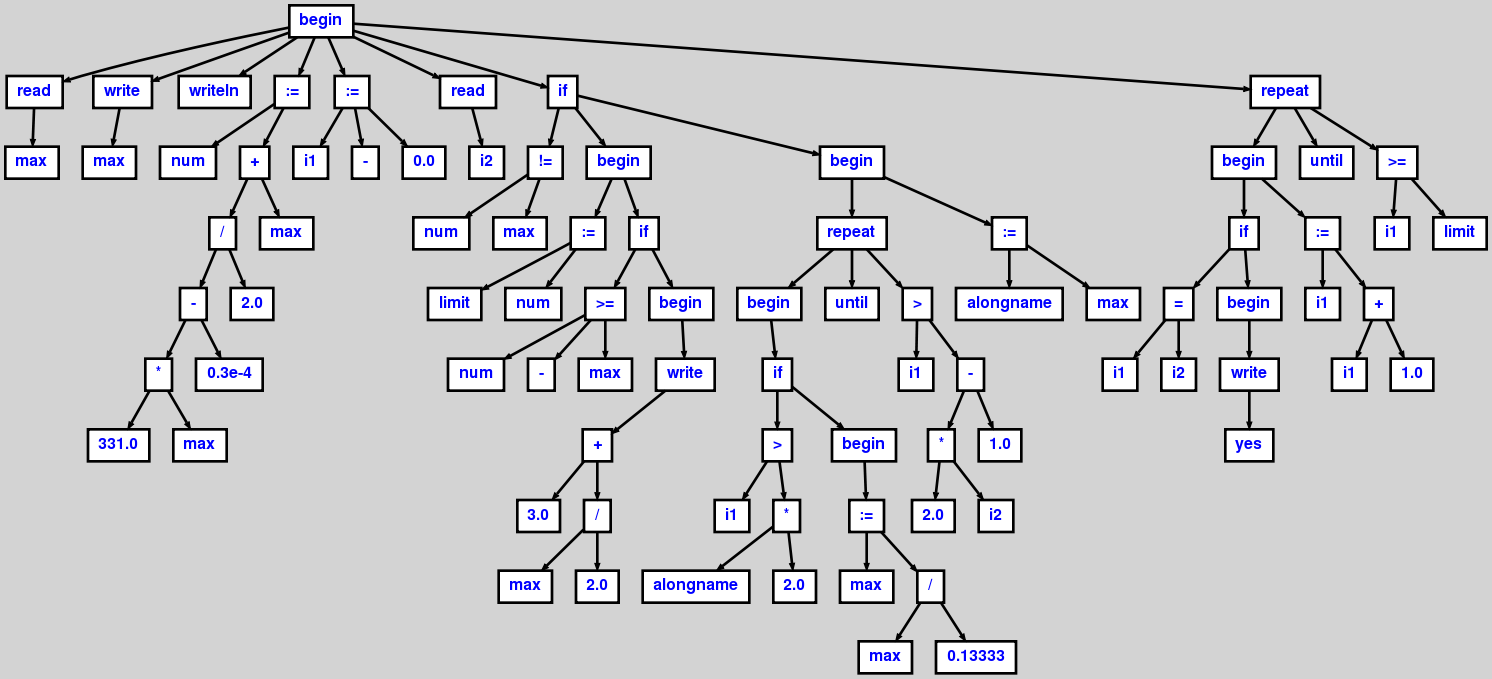 begin
read write writeln := := read if repeat
max max num + i1 - 0.0 i2 != begin begin begin until >=
/ max num max := if repeat := if := i1 limit
- 2.0 limit num >= begin begin until > alongname max = begin i1 +
* 0.3e-4 num - max write if i1 - i1 i2 write i1 1.0
331.0 max + > begin * 1.0 yes
3.0 / i1 * := 2.0 i2
max 2.0 alongname 2.0 max /
max 0.13333